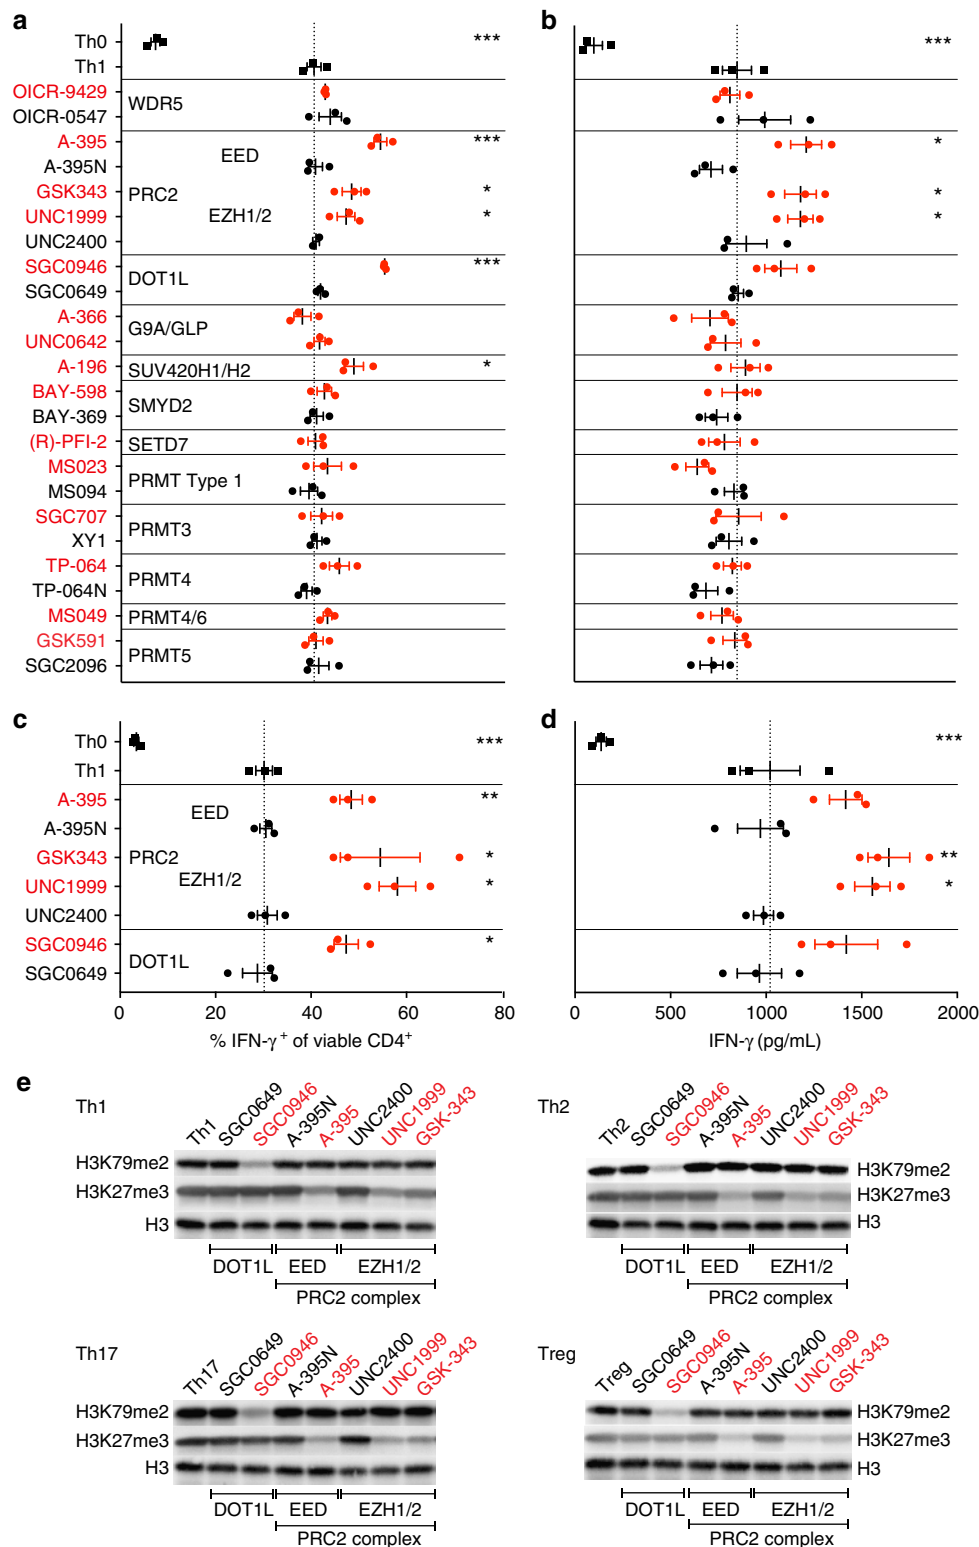 a
Th0 ***
Th1
OICR-9429
WDR5
OICR-0547
A-395 ***
EED
A-395N
GSK343 *
PRC2
UNC1999 *
EZH1/2
UNC2400
SGC0946 ***
DOT1L
SGC0649
A-366
G9A/GLP
UNC0642
A-196 *
SUV420H1/H2
BAY-598
SMYD2
BAY-369
(R)-PFI-2
SETD7
MS023
PRMT Type 1
MS094
SGC707
PRMT3
XY1
TP-064
PRMT4
TP-064N
MS049
PRMT4/6
GSK591
PRMT5
SGC2096
b
***
*
*
*
c
Th0 ***
Th1
A-395 **
EED
A-395N
GSK343 *
PRC2
UNC1999 *
EZH1/2
UNC2400
SGC0946 *
DOT1L
SGC0649
0 20 40 60 80
% IFN-γ+ of viable CD4+
d
***
**
*
0 500 1000 1500 2000
IFN-γ (pg/mL)
e
Th1
Th1 SGC0649 SGC0946 A-395N A-395 UNC2400 UNC1999 GSK-343
H3K79me2
H3K27me3
H3
DOT1L EED EZH1/2
PRC2 complex
Th2
Th2 SGC0649 SGC0946 A-395N A-395 UNC2400 UNC1999 GSK-343
H3K79me2
H3K27me3
H3
DOT1L EED EZH1/2
PRC2 complex
Th17
Th17 SGC0649 SGC0946 A-395N A-395 UNC2400 UNC1999 GSK-343
H3K79me2
H3K27me3
H3
DOT1L EED EZH1/2
PRC2 complex
Treg
Treg SGC0649 SGC0946 A-395N A-395 UNC2400 UNC1999 GSK-343
H3K79me2
H3K27me3
H3
DOT1L EED EZH1/2
PRC2 complex